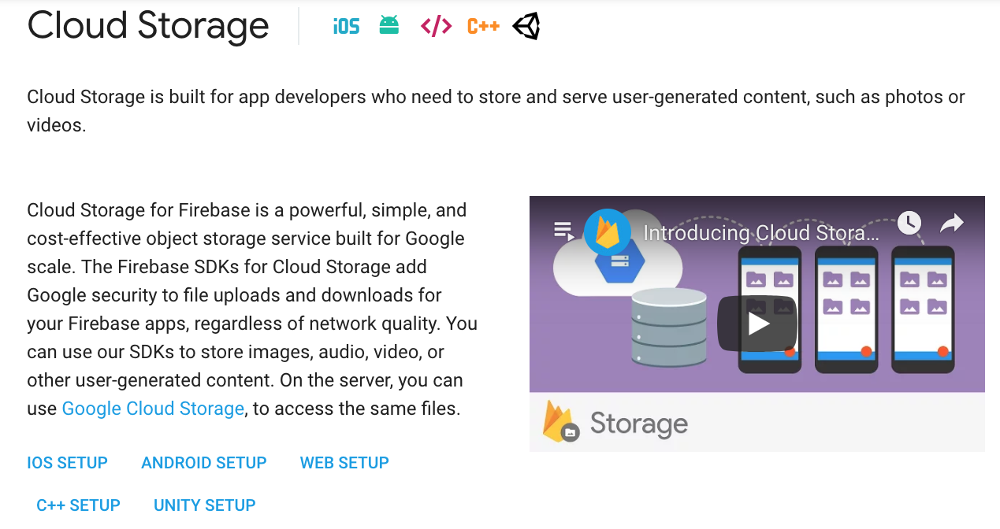 Cloud Storage
iOS
</>
C++
Cloud Storage is built for app developers who need to store and serve user-generated content, such as photos or
videos.
Cloud Storage for Firebase is a powerful, simple, and
cost-effective object storage service built for Google
scale. The Firebase SDKs for Cloud Storage add
Google security to file uploads and downloads for
your Firebase apps, regardless of network quality. You
can use our SDKs to store images, audio, video, or
other user-generated content. On the server, you can
use Google Cloud Storage, to access the same files.
IOS SETUP ANDROID SETUP WEB SETUP
C++ SETUP UNITY SETUP
Introducing Cloud Stora...
Storage